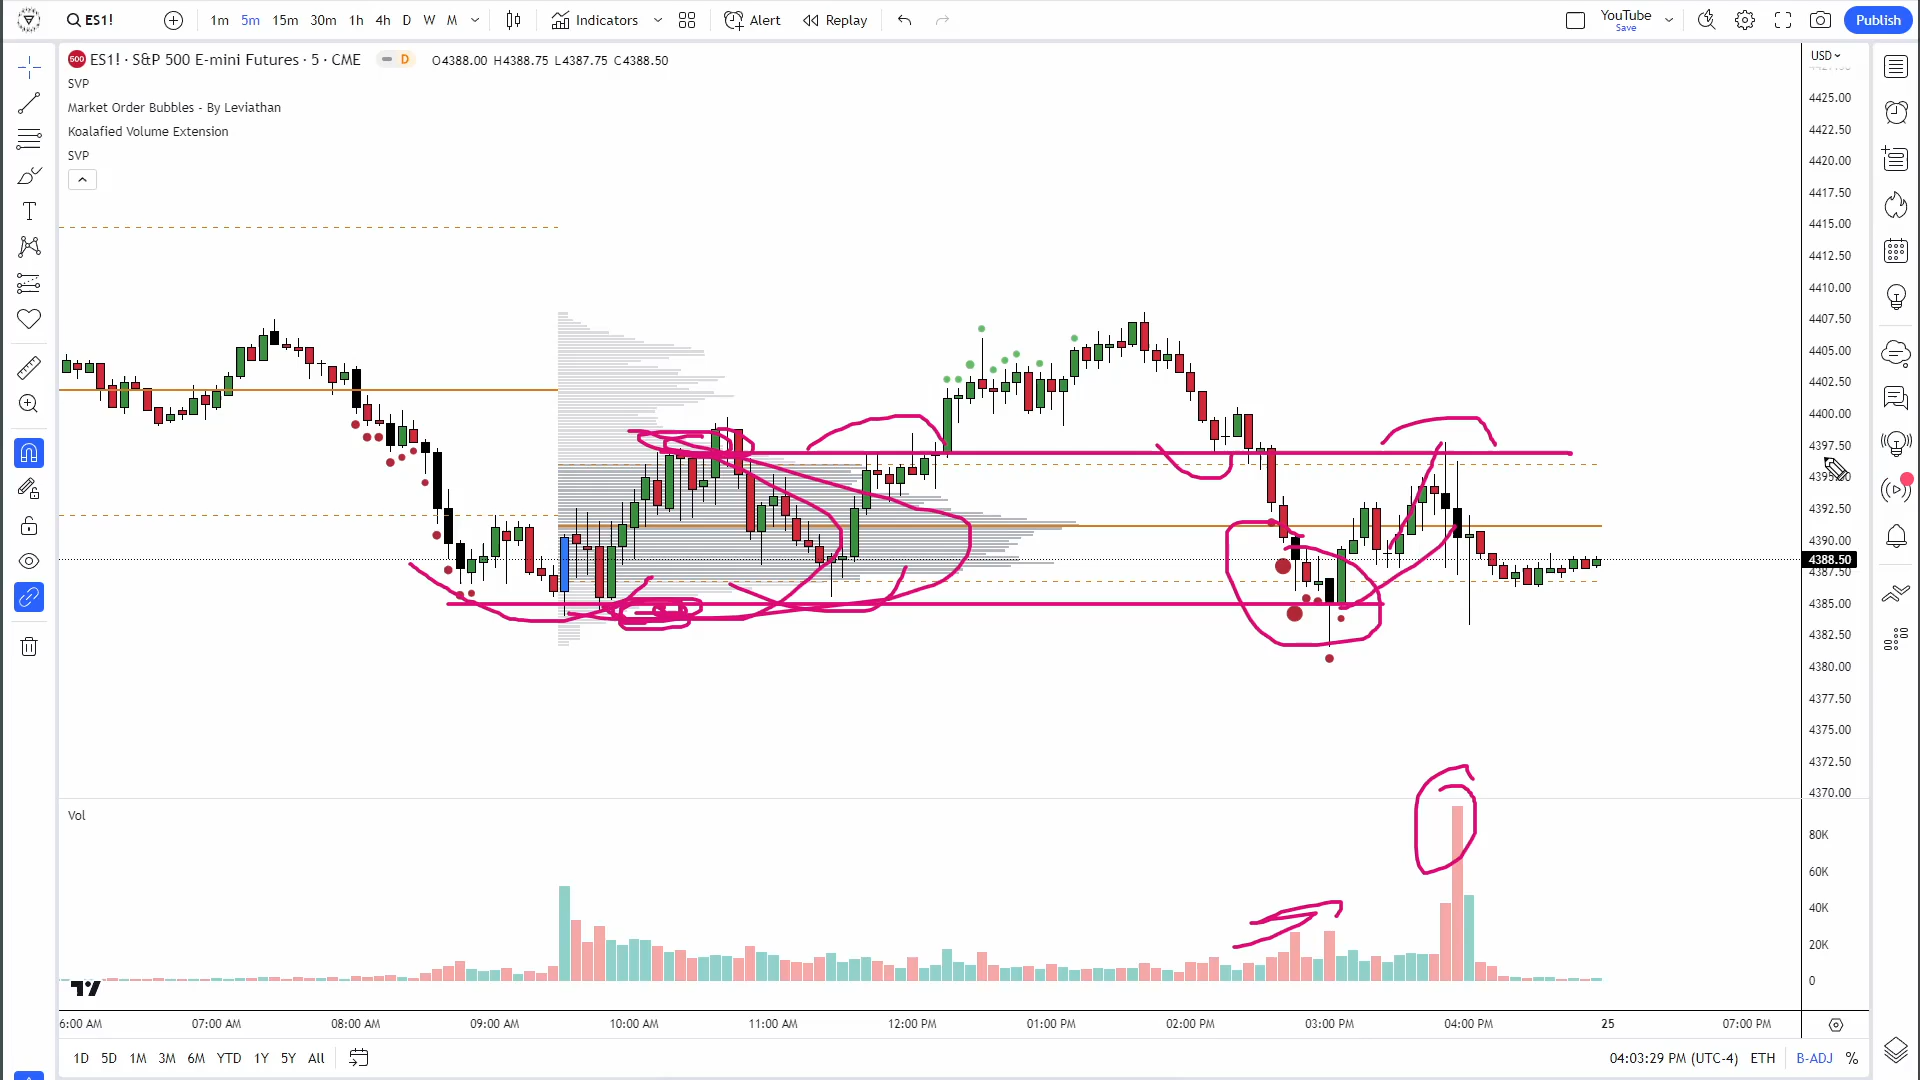 ES1!
1m 5m 15m 30m 1h 4h D W M
Indicators
Alert
Replay
YouTube
Save
Publish
ES1! · S&P 500 E-mini Futures · 5 · CME
D
O4388.00 H4388.75 L4387.75 C4388.50
USD
SVP
Market Order Bubbles - By Leviathan
Koalafied Volume Extension
SVP
4425.00
4422.50
4420.00
4417.50
4415.00
4412.50
4410.00
4407.50
4405.00
4402.50
4400.00
4397.50
4395.00
4392.50
4390.00
4388.50
4387.50
4385.00
4382.50
4380.00
4377.50
4375.00
4372.50
4370.00
Vol
80K
60K
40K
20K
0
6:00 AM 07:00 AM 08:00 AM 09:00 AM 10:00 AM 11:00 AM 12:00 PM 01:00 PM 02:00 PM 03:00 PM 04:00 PM 25 07:00 PM
1D 5D 1M 3M 6M YTD 1Y 5Y All
04:03:29 PM (UTC-4) ETH B-ADJ %